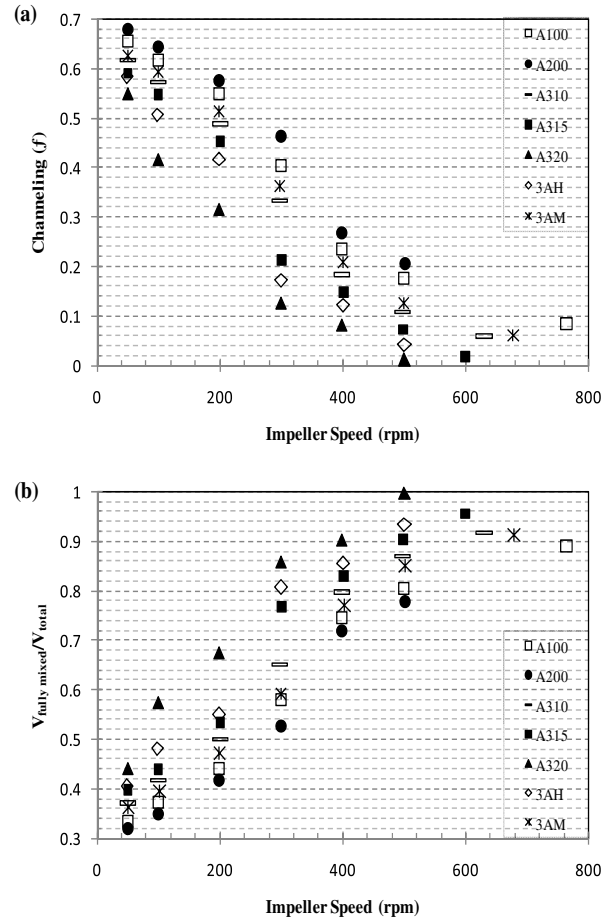 (a)
0.7
0.6
0.5
0.4
0.3
0.2
0.1
0
Channeling (f)
A100
A200
A310
A315
A320
3AH
3AM
0 200 400 600 800
Impeller Speed (rpm)
(b)
1
0.9
0.8
0.7
0.6
0.5
0.4
0.3
Vfully mixed/Vtotal
A100
A200
A310
A315
A320
3AH
3AM
0 200 400 600 800
Impeller Speed (rpm)